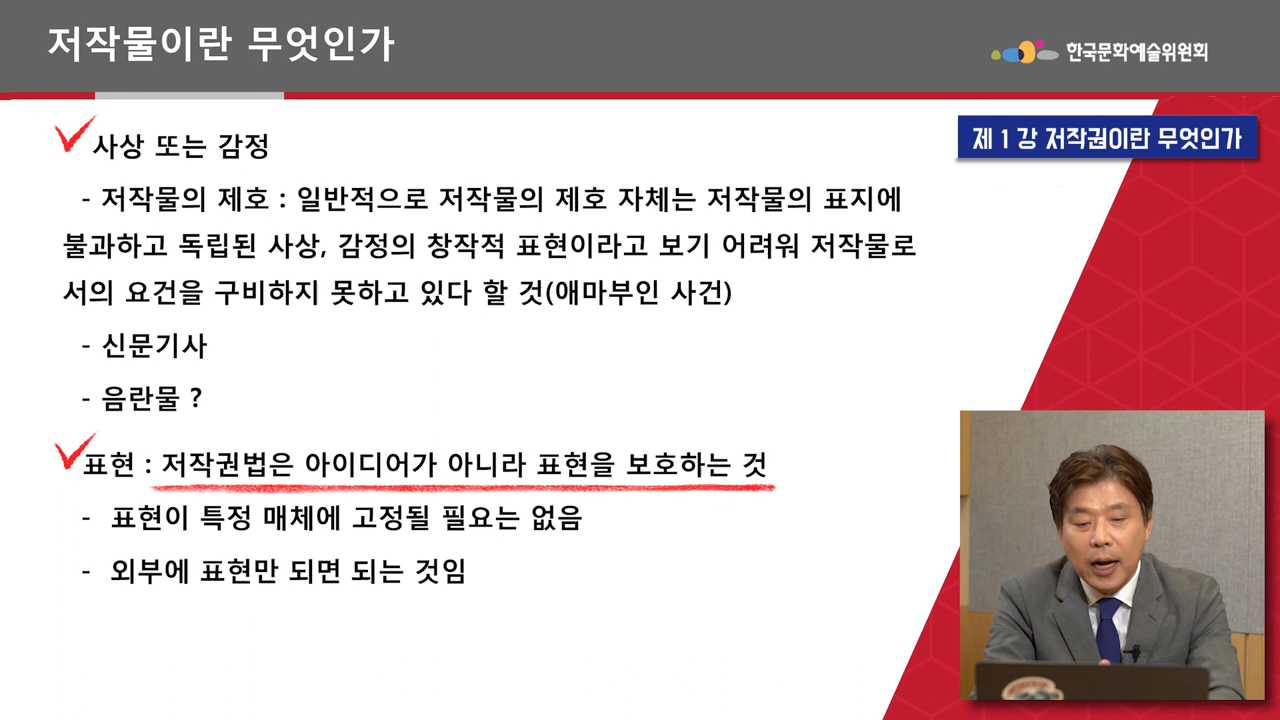 저작물이란 무엇인가
한국문화예술위원회
제 1 강 저작권이란 무엇인가
사상 또는 감정
- 저작물의 제호 : 일반적으로 저작물의 제호 자체는 저작물의 표지에
불과하고 독립된 사상, 감정의 창작적 표현이라고 보기 어려워 저작물로
서의 요건을 구비하지 못하고 있다 할 것(애마부인 사건)
- 신문기사
- 음란물 ?
표현 : 저작권법은 아이디어가 아니라 표현을 보호하는 것
- 표현이 특정 매체에 고정될 필요는 없음
- 외부에 표현만 되면 되는 것임